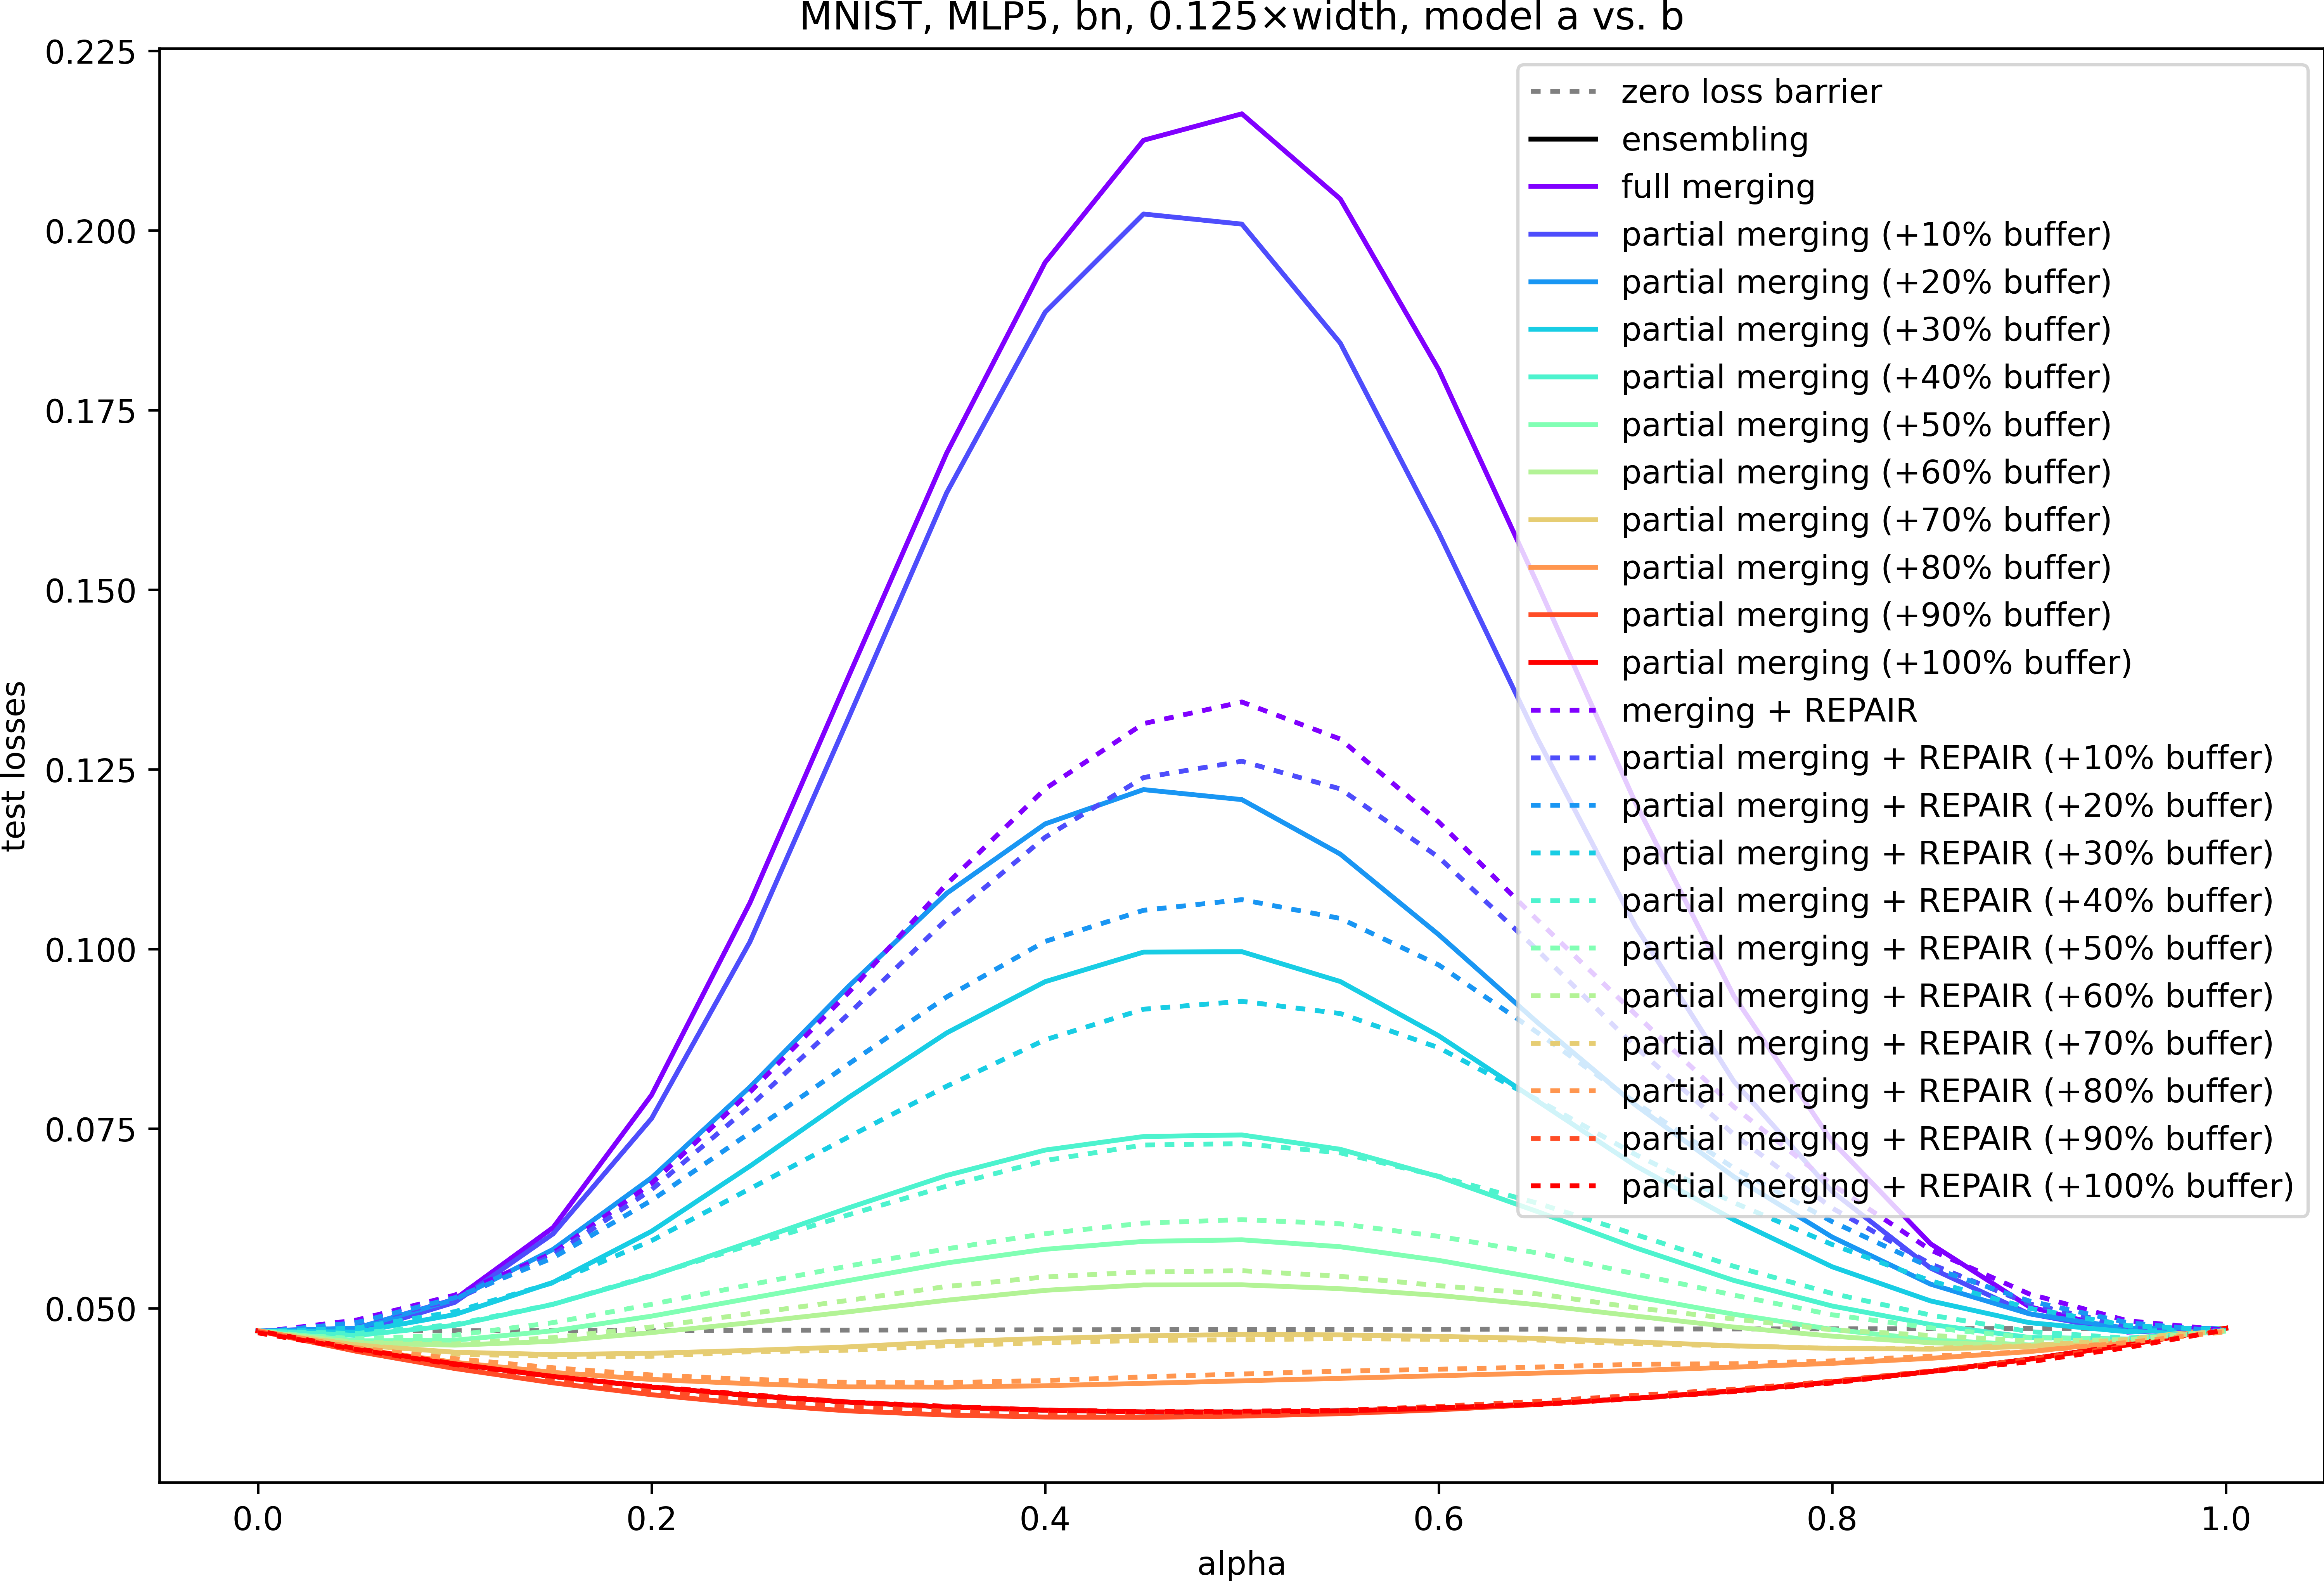 MNIST, MLP5, bn, 0.125×width, model a vs. b
0.225
0.200
0.175
0.150
0.125
0.100
0.075
0.050
test losses
zero loss barrier
ensembling
full merging
partial merging (+10% buffer)
partial merging (+20% buffer)
partial merging (+30% buffer)
partial merging (+40% buffer)
partial merging (+50% buffer)
partial merging (+60% buffer)
partial merging (+70% buffer)
partial merging (+80% buffer)
partial merging (+90% buffer)
partial merging (+100% buffer)
merging + REPAIR
partial merging + REPAIR (+10% buffer)
partial merging + REPAIR (+20% buffer)
partial merging + REPAIR (+30% buffer)
partial merging + REPAIR (+40% buffer)
partial merging + REPAIR (+50% buffer)
partial merging + REPAIR (+60% buffer)
partial merging + REPAIR (+70% buffer)
partial merging + REPAIR (+80% buffer)
partial merging + REPAIR (+90% buffer)
partial merging + REPAIR (+100% buffer)
0.0 0.2 0.4 0.6 0.8 1.0
alpha